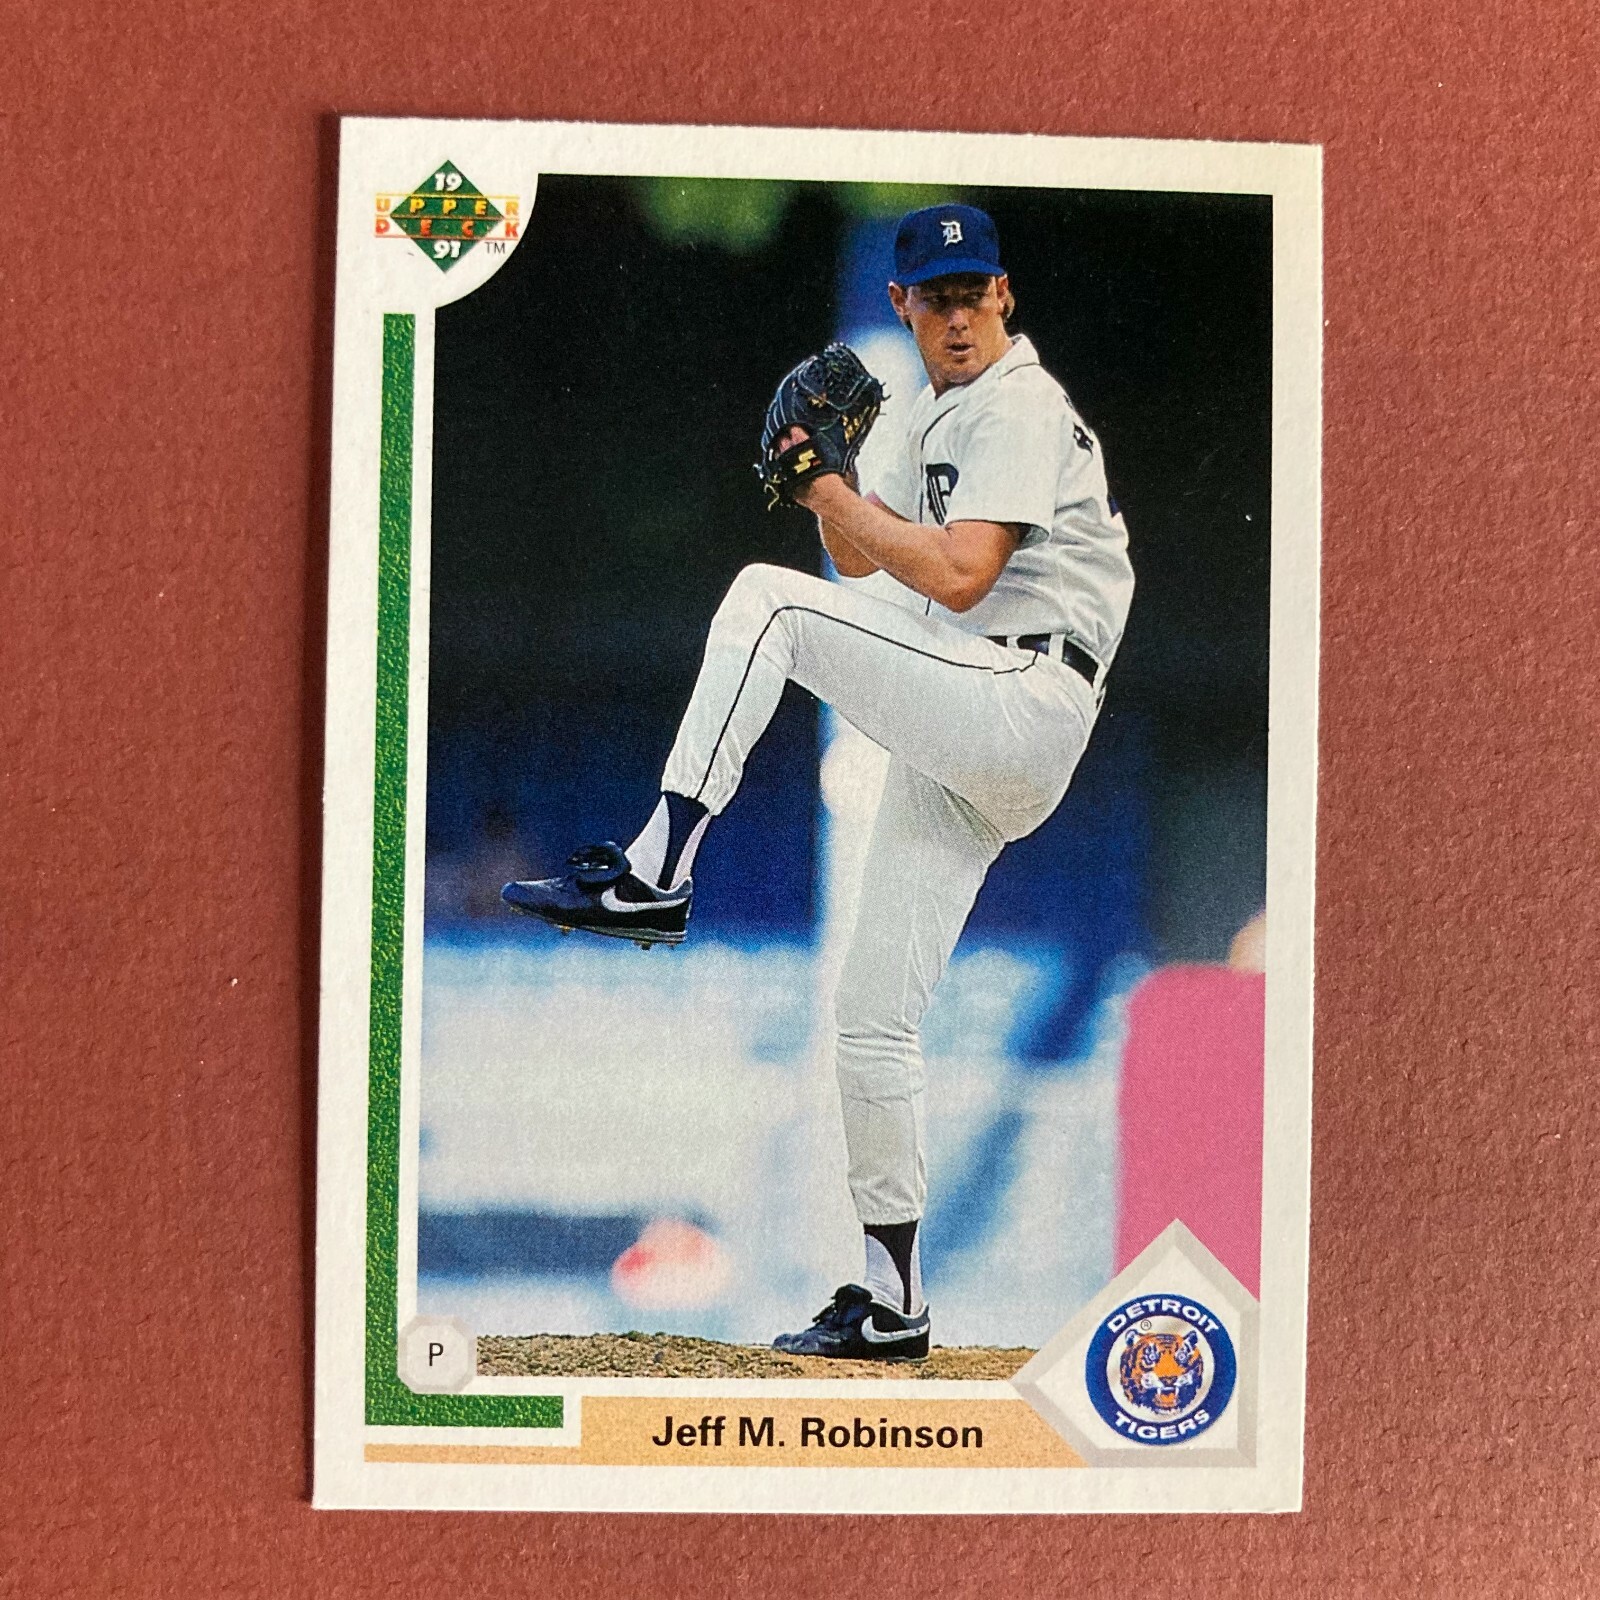 19
UPPER
DECK
91 TM
D
D
S
P
Jeff M. Robinson
DETROIT
®
TIGERS